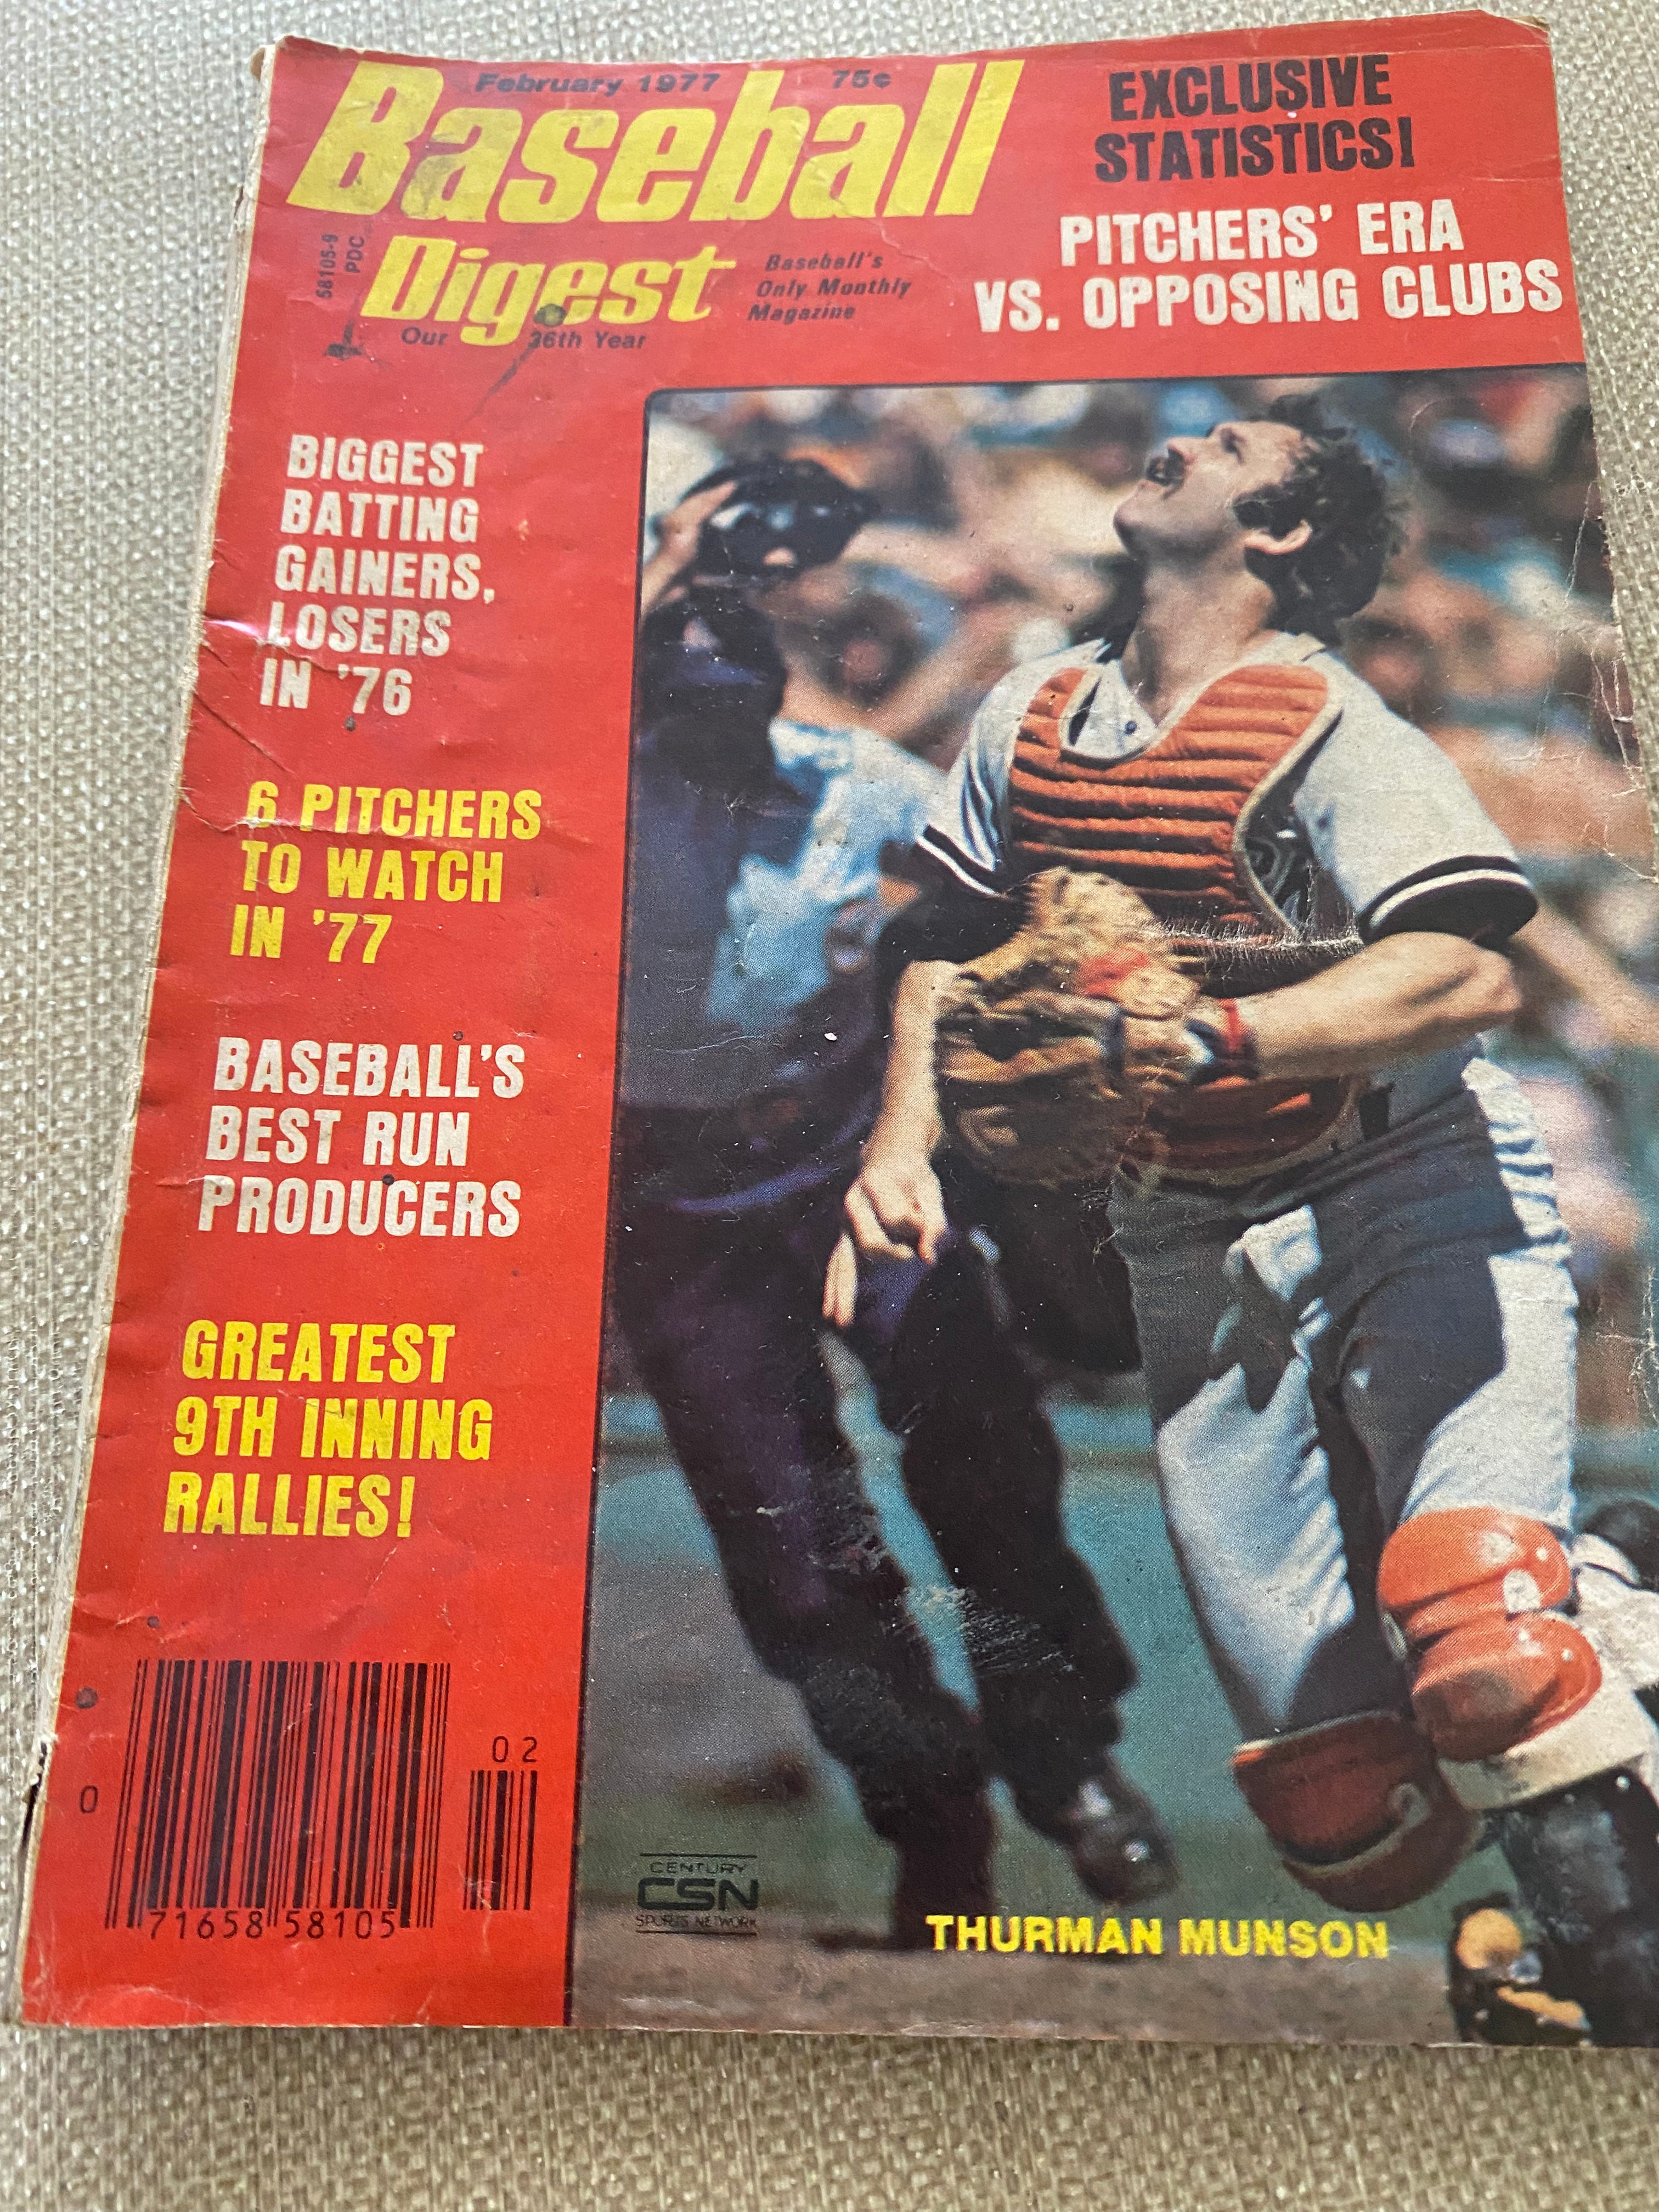 February 1977 75¢
Baseball
Digest
58105-9
PDC
Baseball's
Only Monthly
Magazine
Our 36th Year
EXCLUSIVE
STATISTICS!
PITCHERS' ERA
VS. OPPOSING CLUBS
BIGGEST
BATTING
GAINERS,
LOSERS
IN '76
6 PITCHERS
TO WATCH
IN '77
BASEBALL'S
BEST RUN
PRODUCERS
GREATEST
9TH INNING
RALLIES!
02
0
71658 58105
CENTURY
CSN
SPORTS NETWORK
THURMAN MUNSON